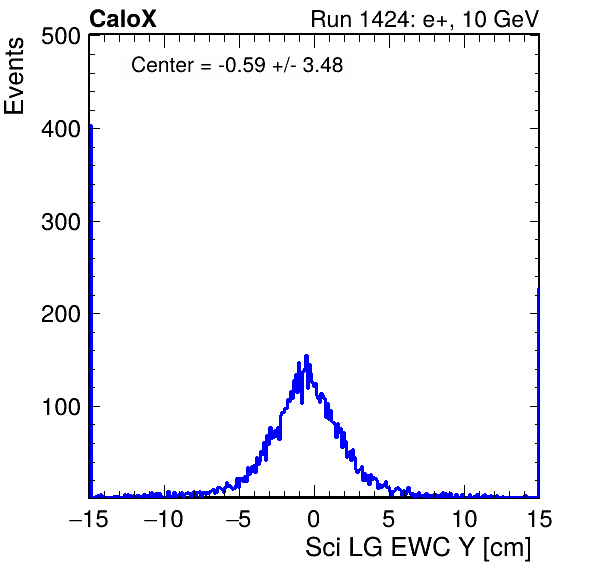 CaloX Run 1424: e+, 10 GeV
Events
Center = -0.59 +/- 3.48
500
400
300
200
100
−15 −10 −5 0 5 10 15
Sci LG EWC Y [cm]